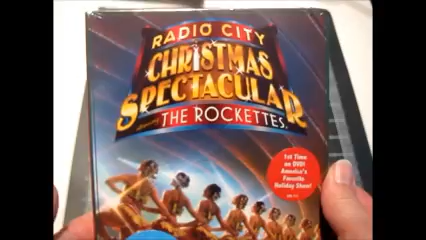 RADIO CITY
CHRISTMAS
SPECTACULAR
THE ROCKETTES
1st Time
on DVD!
America's
Favorite
Holiday Show!